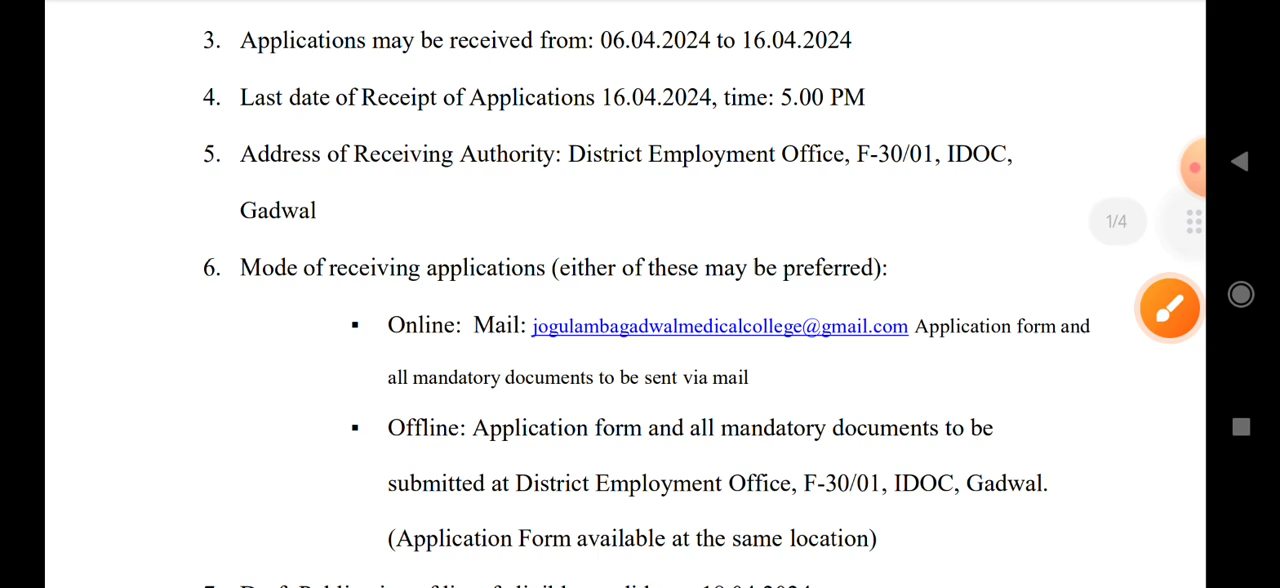 3. Applications may be received from: 06.04.2024 to 16.04.2024
4. Last date of Receipt of Applications 16.04.2024, time: 5.00 PM
5. Address of Receiving Authority: District Employment Office, F-30/01, IDOC,
Gadwal
1/4
6. Mode of receiving applications (either of these may be preferred):
▪ Online: Mail: jogulambagadwalmedicalcollege@gmail.com Application form and
all mandatory documents to be sent via mail
▪ Offline: Application form and all mandatory documents to be
submitted at District Employment Office, F-30/01, IDOC, Gadwal.
(Application Form available at the same location)